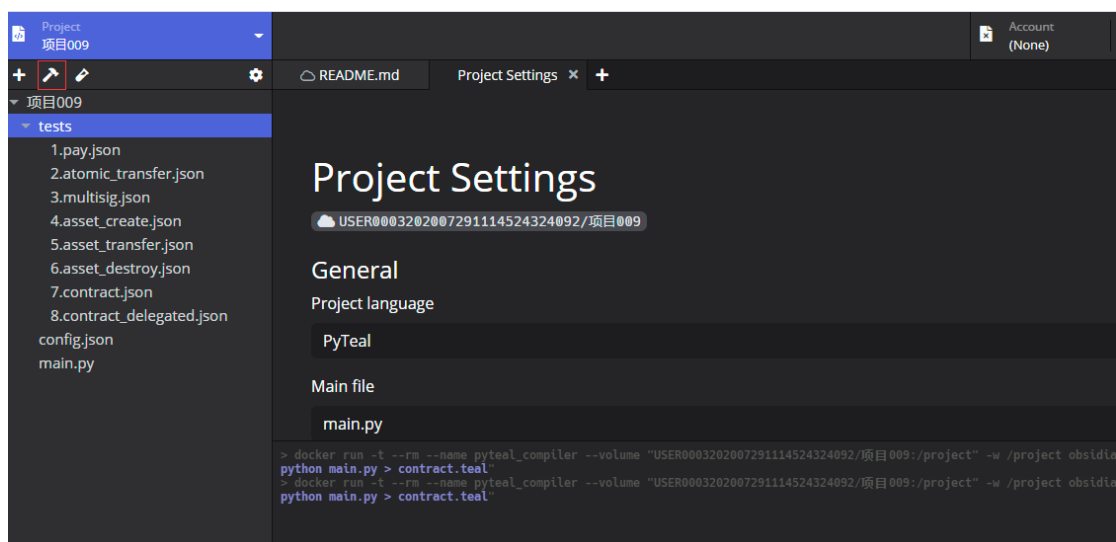 Project
项目009
Account
(None)
README.md
Project Settings
项目009
tests
1.pay.json
2.atomic_transfer.json
3.multisig.json
4.asset_create.json
5.asset_transfer.json
6.asset_destroy.json
7.contract.json
8.contract_delegated.json
config.json
main.py
Project Settings
USER0003202007291114524324092/项目009
General
Project language
PyTeal
Main file
main.py
> docker run -t --rm --name pyteal_compiler --volume "USER0003202007291114524324092/项目009:/project" -w /project obsidia
python main.py > contract.teal"
> docker run -t --rm --name pyteal_compiler --volume "USER0003202007291114524324092/项目009:/project" -w /project obsidia
python main.py > contract.teal"